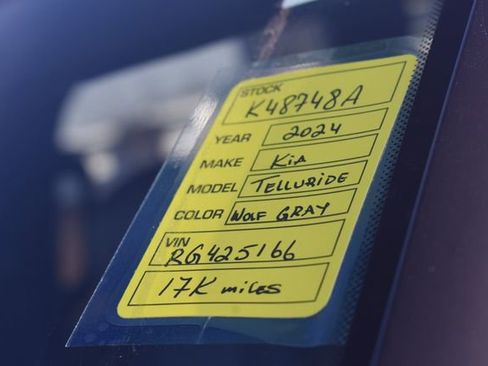 STOCK
K48748A
YEAR 2024
MAKE Kia
MODEL TELLURIDE
COLOR WOLF GRAY
VIN
RG425166
17K miles